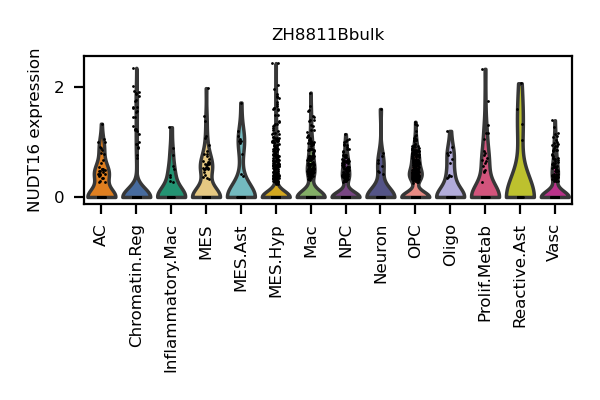 ZH8811Bbulk
NUDT16 expression
2
0
AC
Chromatin.Reg
Inflammatory.Mac
MES
MES.Ast
MES.Hyp
Mac
NPC
Neuron
OPC
Oligo
Prolif.Metab
Reactive.Ast
Vasc